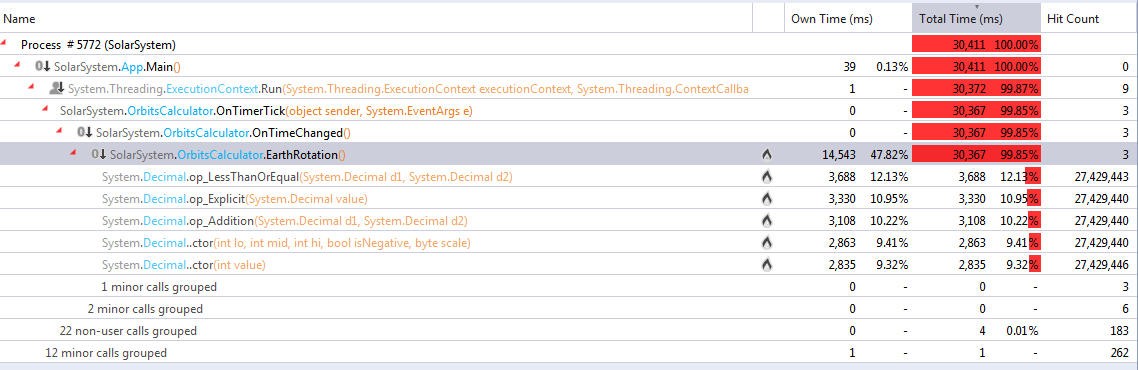 Name Own Time (ms) Total Time (ms) Hit Count
Process # 5772 (SolarSystem) 30,411 100.00%
SolarSystem.App.Main() 39 0.13% 30,411 100.00% 0
System.Threading.ExecutionContext.Run(System.Threading.ExecutionContext executionContext, System.Threading.ContextCallba 1 - 30,372 99.87% 9
SolarSystem.OrbitsCalculator.OnTimerTick(object sender, System.EventArgs e) 0 - 30,367 99.85% 3
SolarSystem.OrbitsCalculator.OnTimeChanged() 0 - 30,367 99.85% 3
SolarSystem.OrbitsCalculator.EarthRotation() 14,543 47.82% 30,367 99.85% 3
System.Decimal.op_LessThanOrEqual(System.Decimal d1, System.Decimal d2) 3,688 12.13% 3,688 12.13% 27,429,443
System.Decimal.op_Explicit(System.Decimal value) 3,330 10.95% 3,330 10.95% 27,429,440
System.Decimal.op_Addition(System.Decimal d1, System.Decimal d2) 3,108 10.22% 3,108 10.22% 27,429,440
System.Decimal..ctor(int lo, int mid, int hi, bool isNegative, byte scale) 2,863 9.41% 2,863 9.41% 27,429,440
System.Decimal..ctor(int value) 2,835 9.32% 2,835 9.32% 27,429,446
1 minor calls grouped 0 - 0 - 3
2 minor calls grouped 0 - 0 - 6
22 non-user calls grouped 0 - 4 0.01% 183
12 minor calls grouped 1 - 1 - 262